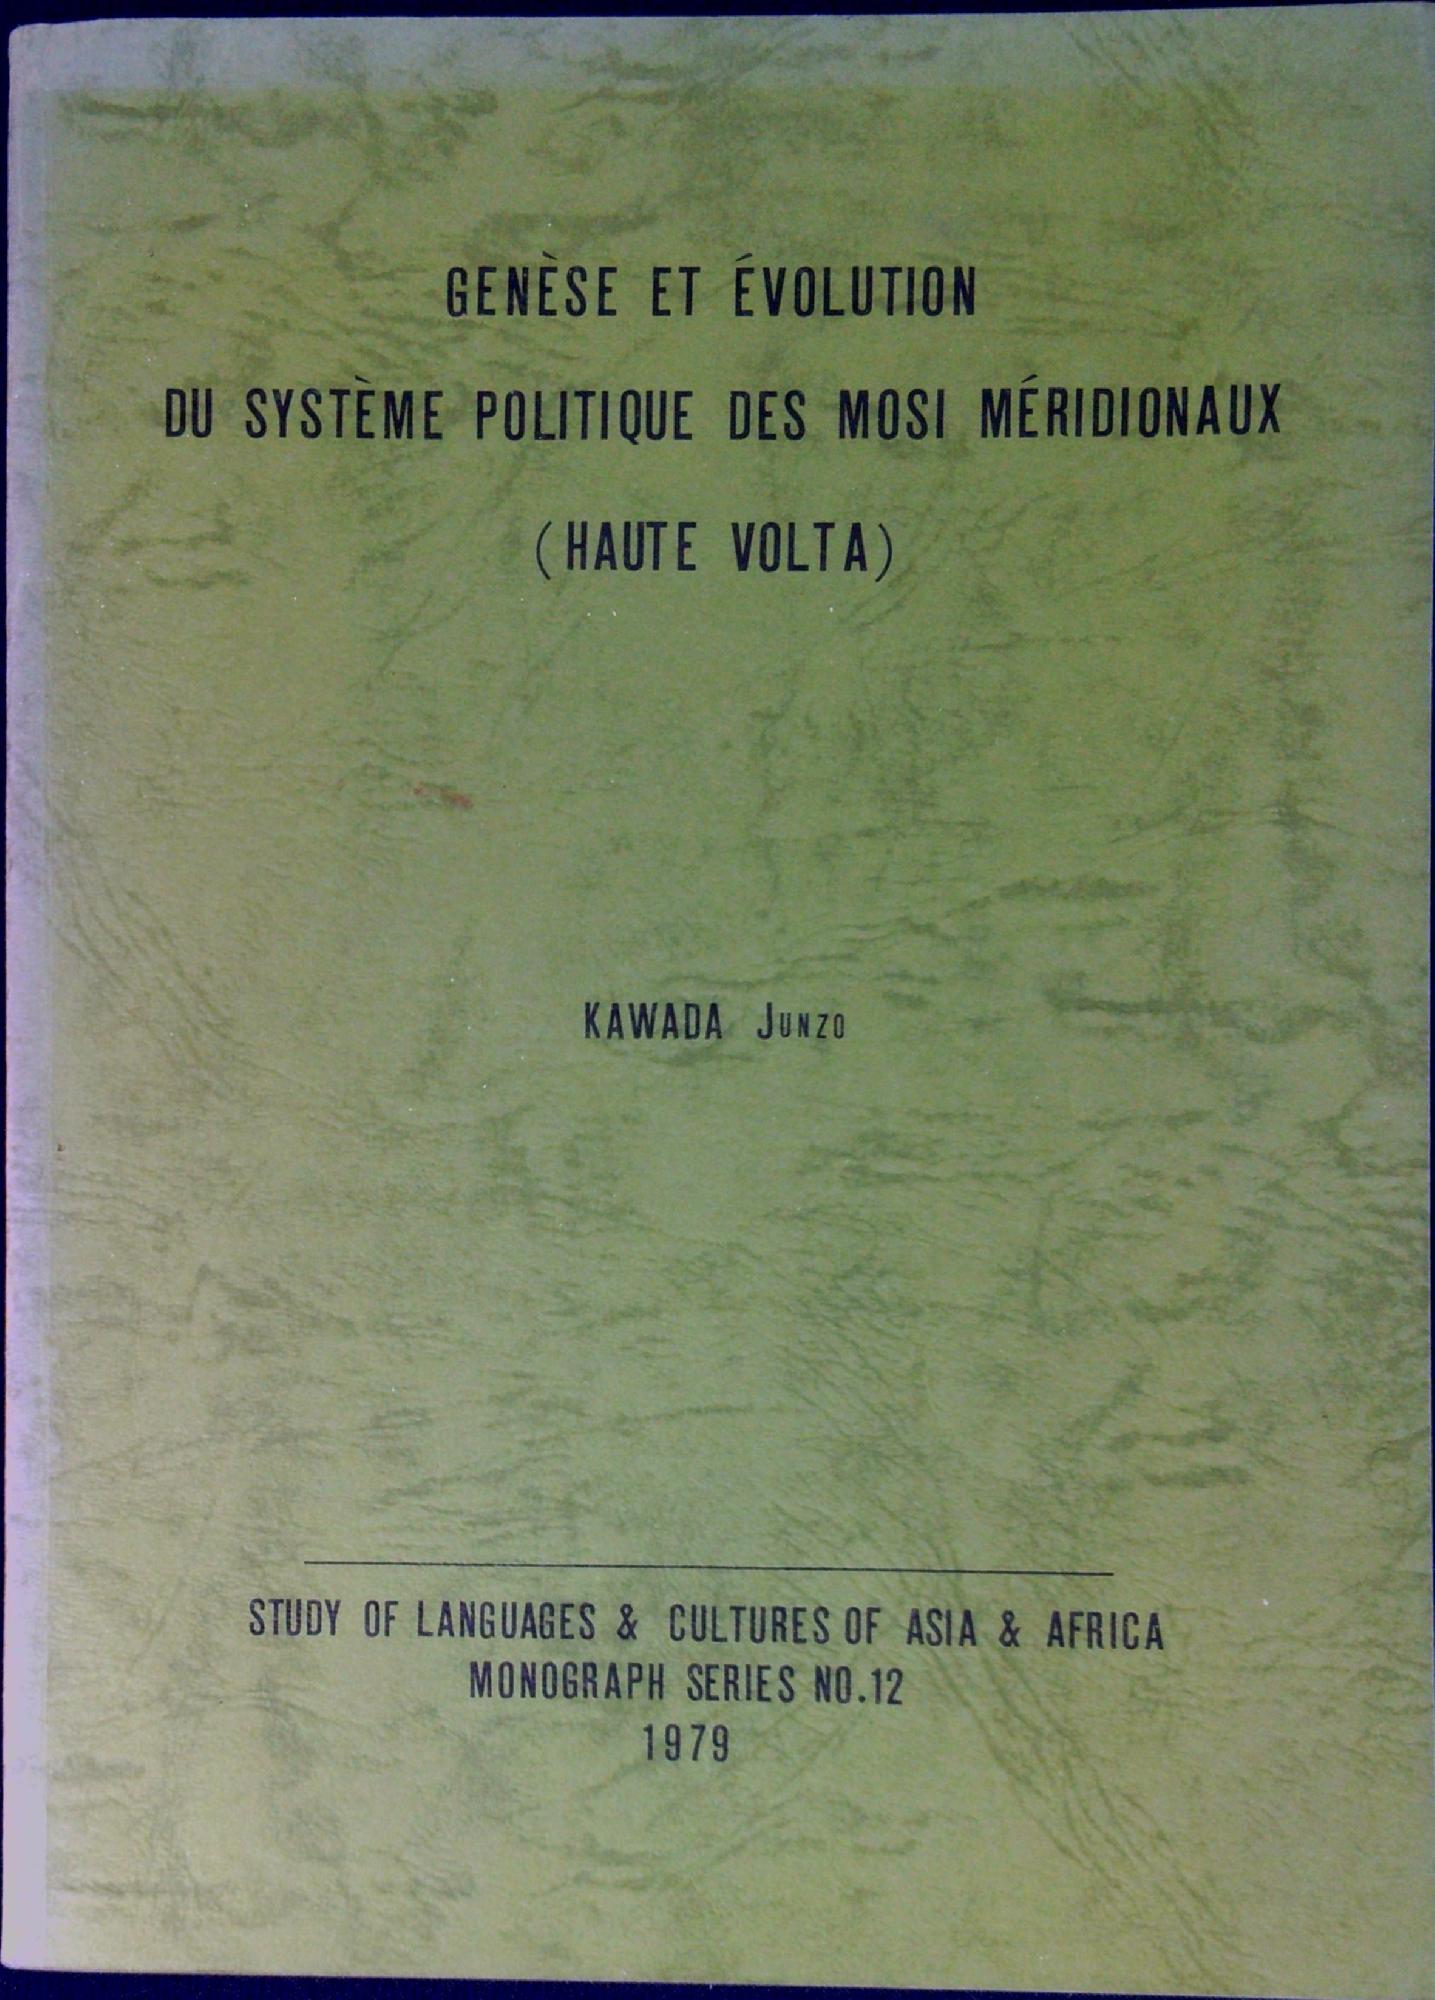 GENÈSE ET ÉVOLUTION
DU SYSTÈME POLITIQUE DES MOSI MÉRIDIONAUX
(HAUTE VOLTA)
KAWADA JUNZO
STUDY OF LANGUAGES & CULTURES OF ASIA & AFRICA
MONOGRAPH SERIES NO.12
1979